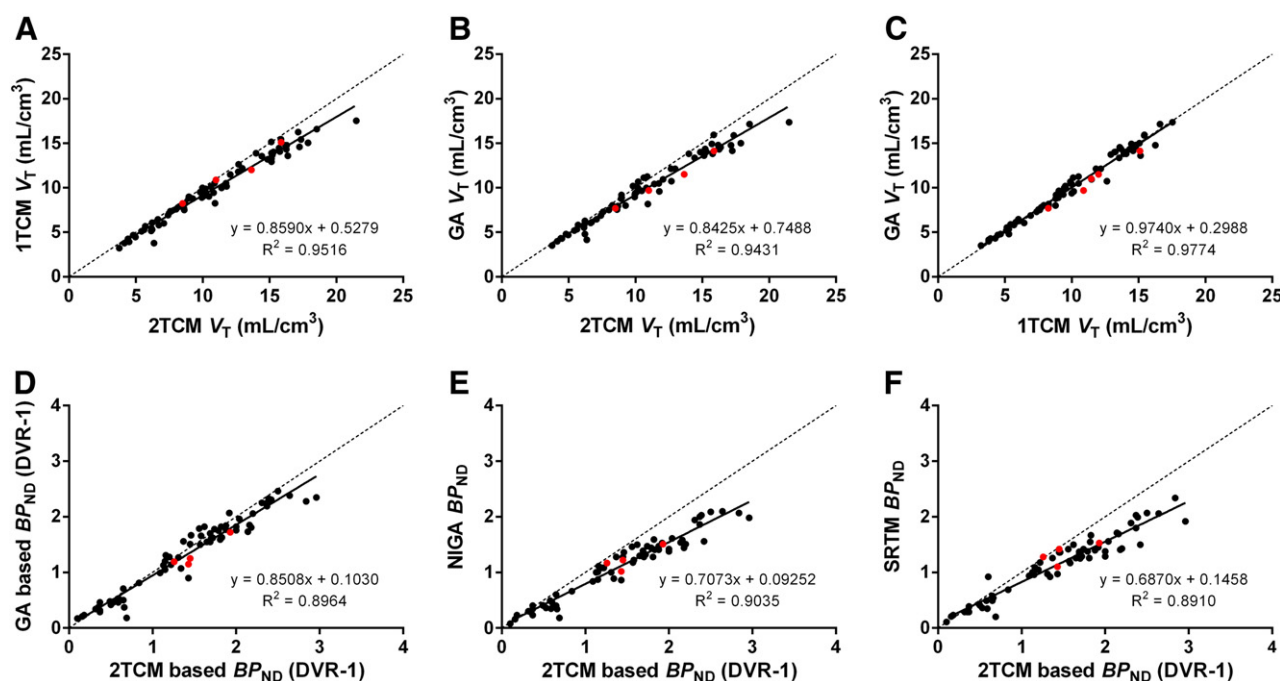 A
25
20
15
10
5
0
1TCM VT (mL/cm³)
y = 0.8590x + 0.5279
R² = 0.9516
0 5 10 15 20 25
2TCM VT (mL/cm³)
B
25
20
15
10
5
0
GA VT (mL/cm³)
y = 0.8425x + 0.7488
R² = 0.9431
0 5 10 15 20 25
2TCM VT (mL/cm³)
C
25
20
15
10
5
0
GA VT (mL/cm³)
y = 0.9740x + 0.2988
R² = 0.9774
0 5 10 15 20 25
1TCM VT (mL/cm³)
D
4
3
2
1
0
GA based BPND (DVR-1)
y = 0.8508x + 0.1030
R² = 0.8964
0 1 2 3 4
2TCM based BPND (DVR-1)
E
4
3
2
1
0
NIGA BPND
y = 0.7073x + 0.09252
R² = 0.9035
0 1 2 3 4
2TCM based BPND (DVR-1)
F
4
3
2
1
0
SRTM BPND
y = 0.6870x + 0.1458
R² = 0.8910
0 1 2 3 4
2TCM based BPND (DVR-1)